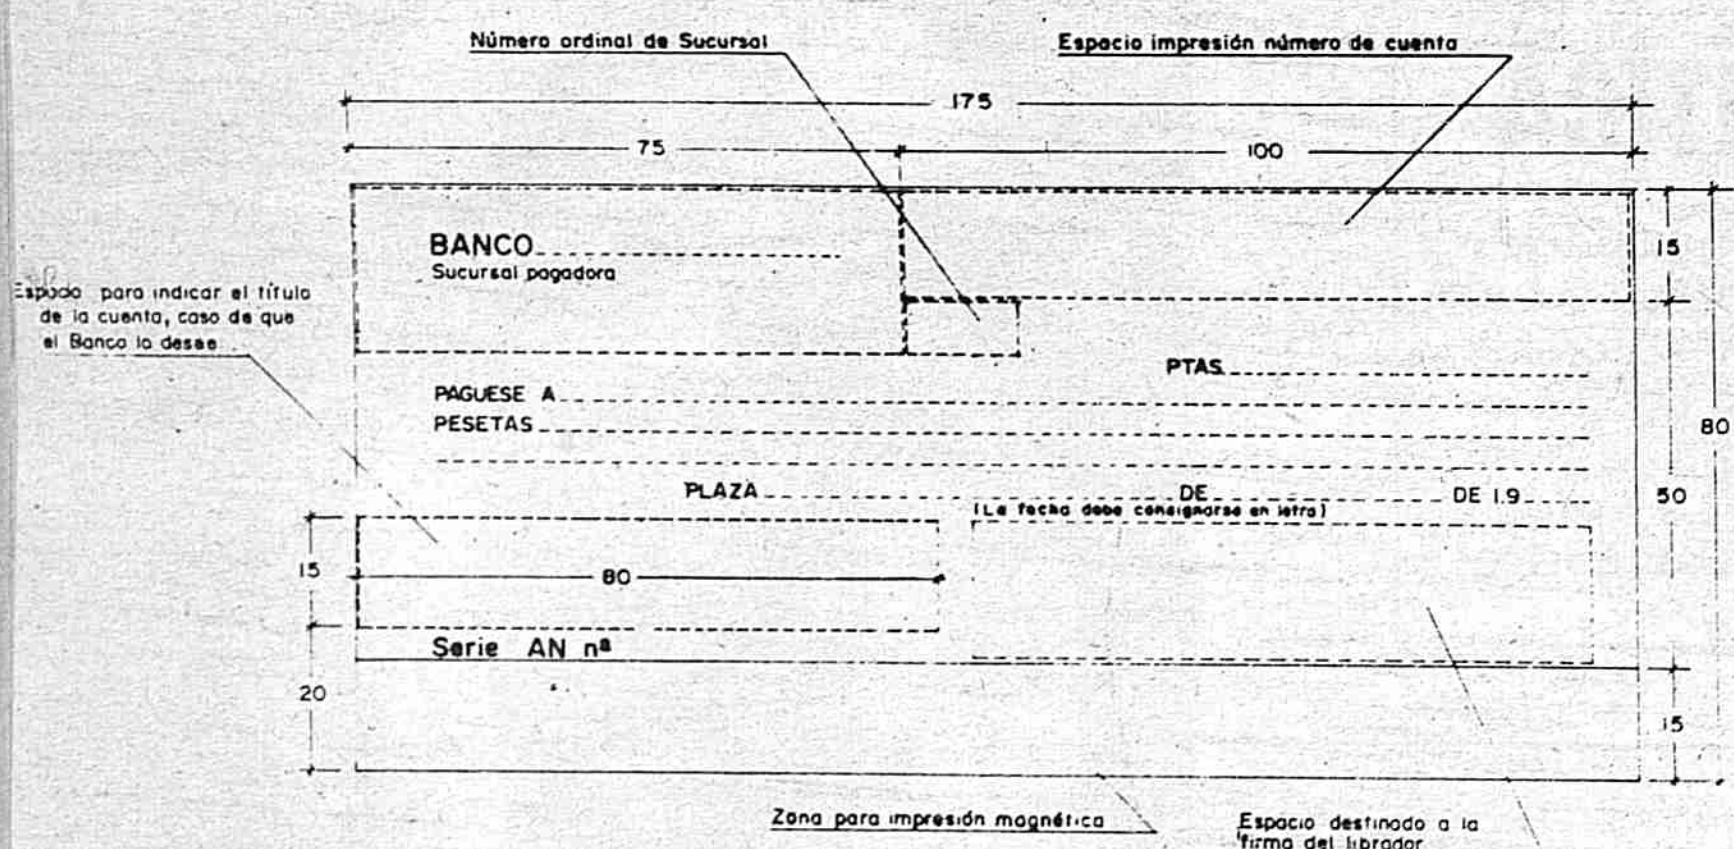 Número ordinal de Sucursal
Espacio impresión número de cuenta
175
75
100
BANCO
Sucursal pagadora
15
80
Espacio para indicar el título
de la cuenta, caso de que
el Banco lo desee
PTAS
PAGUESE A
PESETAS
PLAZA DE DE 1.9
(La fecha debe consignarse en letra)
50
15
80
Serie AN nº
20
15
Zona para impresión magnética
Espacio destinado a la
firma del librador